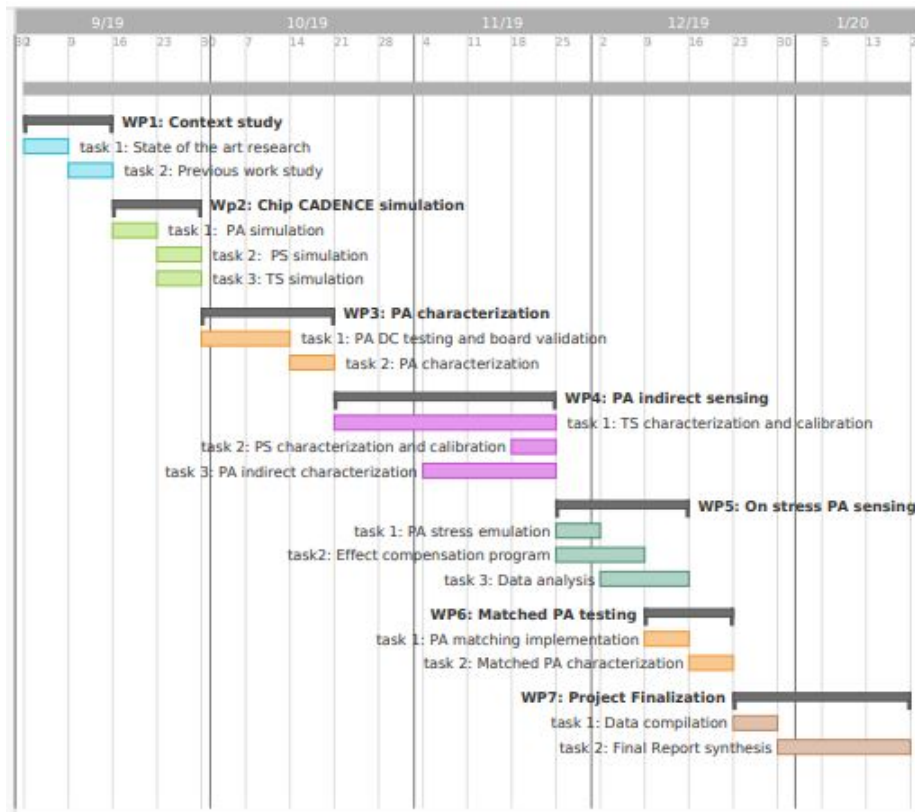 9/19 10/19 11/19 12/19 1/20
9 16 23 30 7 14 21 28 4 11 18 25 2 9 16 23 30 6 13
WP1: Context study
task 1: State of the art research
task 2: Previous work study
Wp2: Chip CADENCE simulation
task 1: PA simulation
task 2: PS simulation
task 3: TS simulation
WP3: PA characterization
task 1: PA DC testing and board validation
task 2: PA characterization
WP4: PA indirect sensing
task 1: TS characterization and calibration
task 2: PS characterization and calibration
task 3: PA indirect characterization
WP5: On stress PA sensing
task 1: PA stress emulation
task2: Effect compensation program
task 3: Data analysis
WP6: Matched PA testing
task 1: PA matching implementation
task 2: Matched PA characterization
WP7: Project Finalization
task 1: Data compilation
task 2: Final Report synthesis